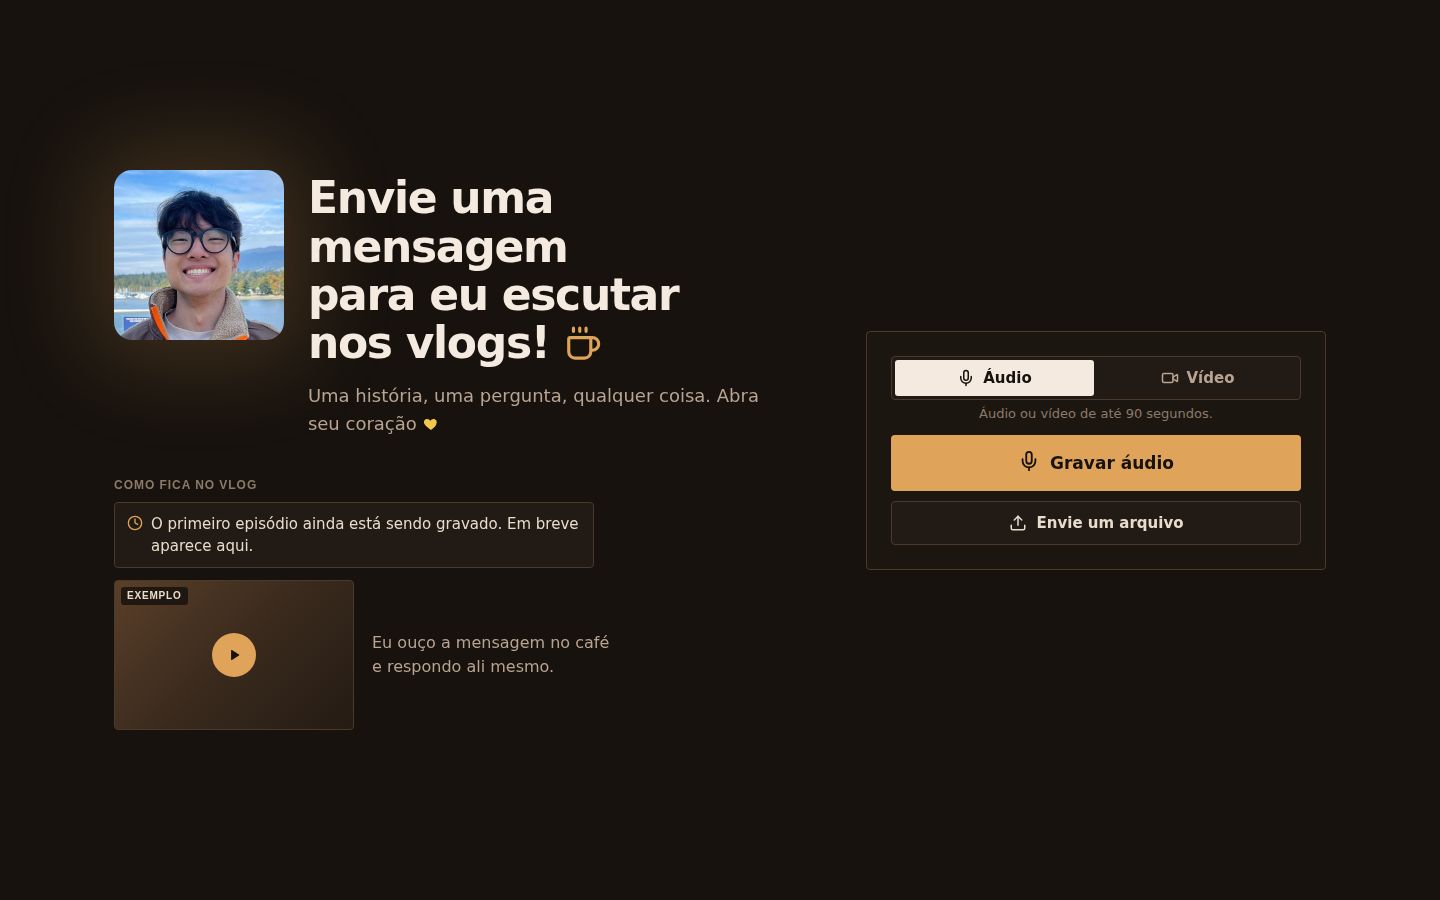 Envie uma
mensagem
para eu escutar
nos vlogs!
Uma história, uma pergunta, qualquer coisa. Abra
seu coração 💛
COMO FICA NO VLOG
O primeiro episódio ainda está sendo gravado. Em breve
aparece aqui.
EXEMPLO
Eu ouço a mensagem no café
e respondo ali mesmo.
Áudio
Vídeo
Áudio ou vídeo de até 90 segundos.
Gravar áudio
Envie um arquivo